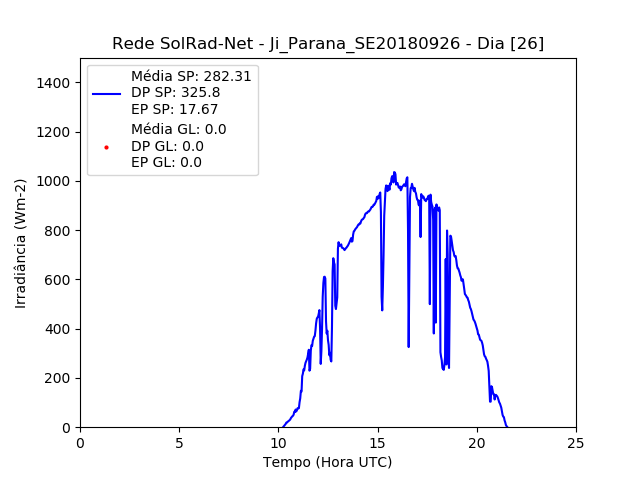 Rede SolRad-Net - Ji_Parana_SE20180926 - Dia [26]
Média SP: 282.31
DP SP: 325.8
EP SP: 17.67
Média GL: 0.0
DP GL: 0.0
EP GL: 0.0
Irradiância (Wm-2)
1400
1200
1000
800
600
400
200
0
0 5 10 15 20 25
Tempo (Hora UTC)